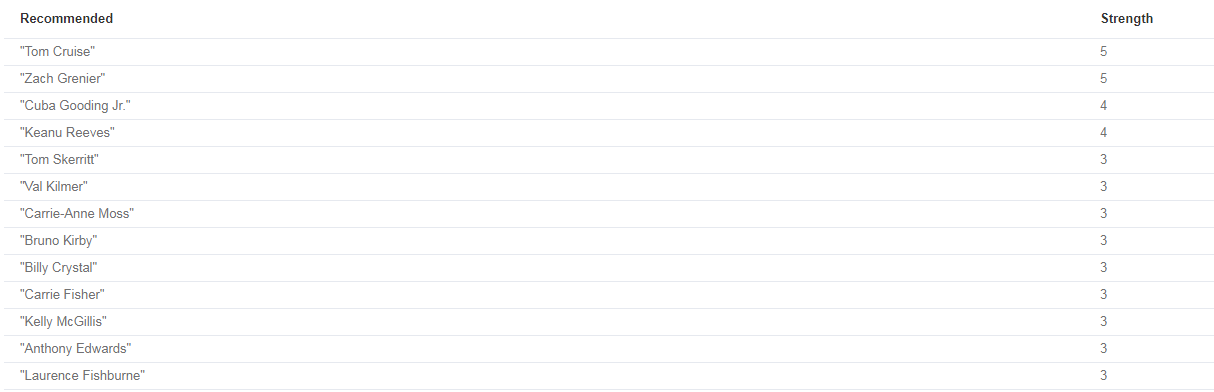 Recommended Strength
"Tom Cruise" 5
"Zach Grenier" 5
"Cuba Gooding Jr." 4
"Keanu Reeves" 4
"Tom Skerritt" 3
"Val Kilmer" 3
"Carrie-Anne Moss" 3
"Bruno Kirby" 3
"Billy Crystal" 3
"Carrie Fisher" 3
"Kelly McGillis" 3
"Anthony Edwards" 3
"Laurence Fishburne" 3